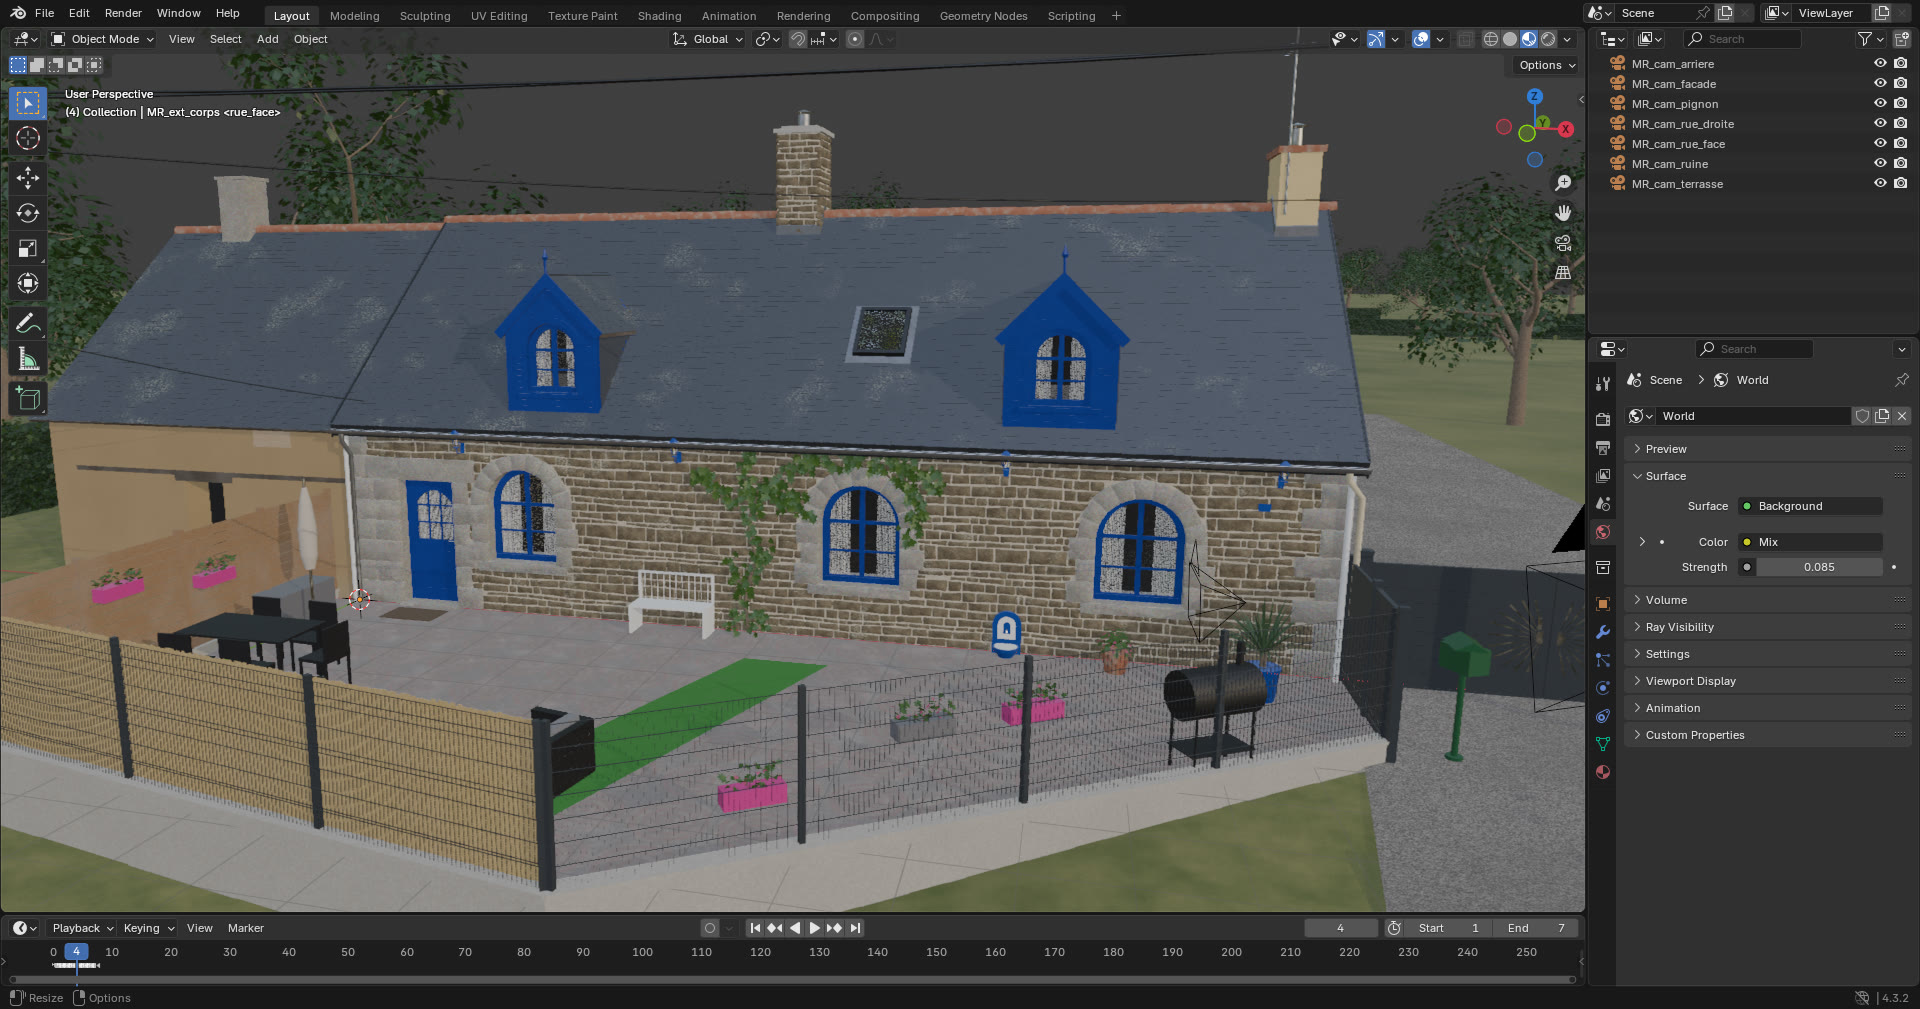 File Edit Render Window Help Layout Modeling Sculpting UV Editing Texture Paint Shading Animation Rendering Compositing Geometry Nodes Scripting + Scene ViewLayer
Object Mode View Select Add Object Global Search
Options
User Perspective
(4) Collection | MR_ext_corps <rue_face>
Z
Y
X
MR_cam_arriere
MR_cam_facade
MR_cam_pignon
MR_cam_rue_droite
MR_cam_rue_face
MR_cam_ruine
MR_cam_terrasse
Search
Scene > World
World
Preview
Surface
Surface Background
Color Mix
Strength 0.085
Volume
Ray Visibility
Settings
Viewport Display
Animation
Custom Properties
Playback Keying View Marker 4 Start 1 End 7
0 4 10 20 30 40 50 60 70 80 90 100 110 120 130 140 150 160 170 180 190 200 210 220 230 240 250
Resize Options 4.3.2